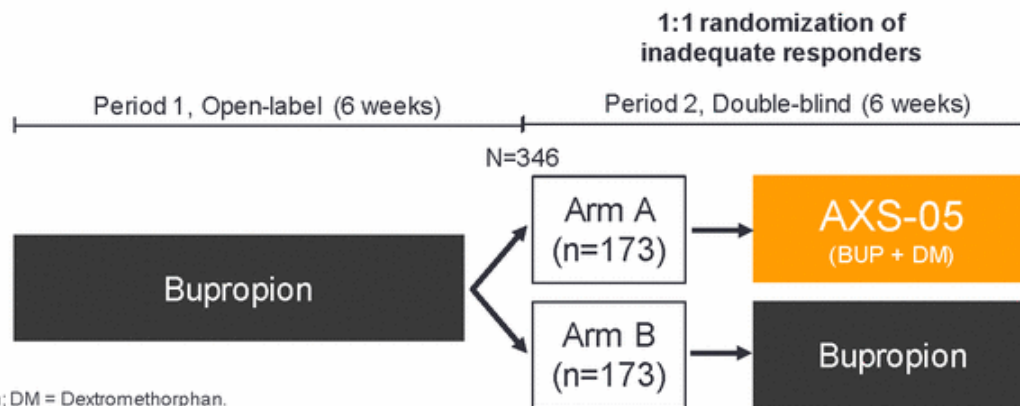 1:1 randomization of
inadequate responders
Period 1, Open-label (6 weeks)
Period 2, Double-blind (6 weeks)
N=346
Arm A
(n=173)
AXS-05
(BUP + DM)
Bupropion
Arm B
(n=173)
Bupropion
; DM = Dextromethorphan.